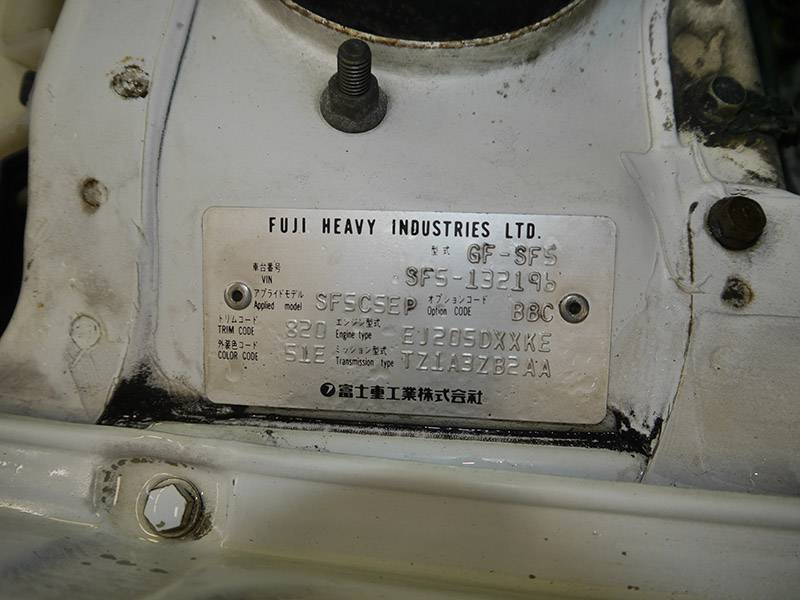 FUJI HEAVY INDUSTRIES LTD.
型式 GF-SF5
車台番号 VIN SF5-132196
アプライドモデル Applied model SF5C5EP オプションコード Option CODE BBC
トリムコード TRIM CODE 820 エンジン型式 Engine type EJ205DXXKE
外装色コード COLOR CODE 51E ミッション型式 Transmission type TZ1A3ZB2AA
富士重工業株式会社